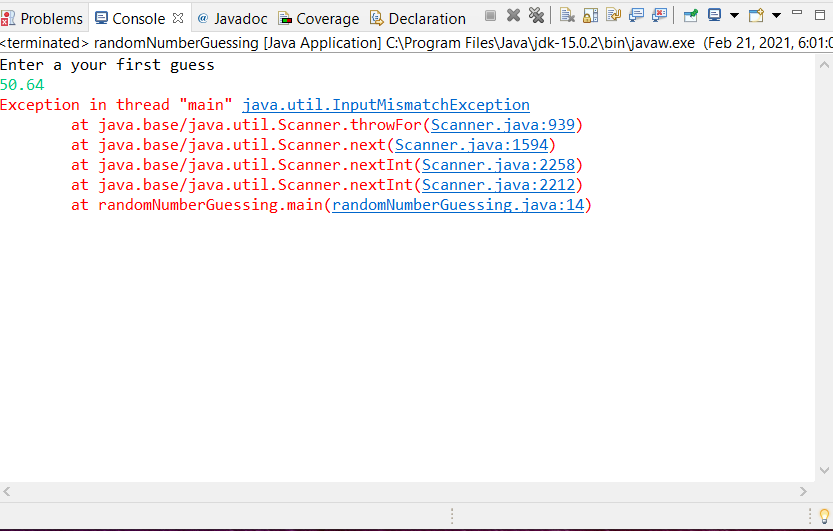 Problems Console Javadoc Coverage Declaration
<terminated> randomNumberGuessing [Java Application] C:\Program Files\Java\jdk-15.0.2\bin\javaw.exe (Feb 21, 2021, 6:01:0
Enter a your first guess
50.64
Exception in thread "main" java.util.InputMismatchException
at java.base/java.util.Scanner.throwFor(Scanner.java:939)
at java.base/java.util.Scanner.next(Scanner.java:1594)
at java.base/java.util.Scanner.nextInt(Scanner.java:2258)
at java.base/java.util.Scanner.nextInt(Scanner.java:2212)
at randomNumberGuessing.main(randomNumberGuessing.java:14)